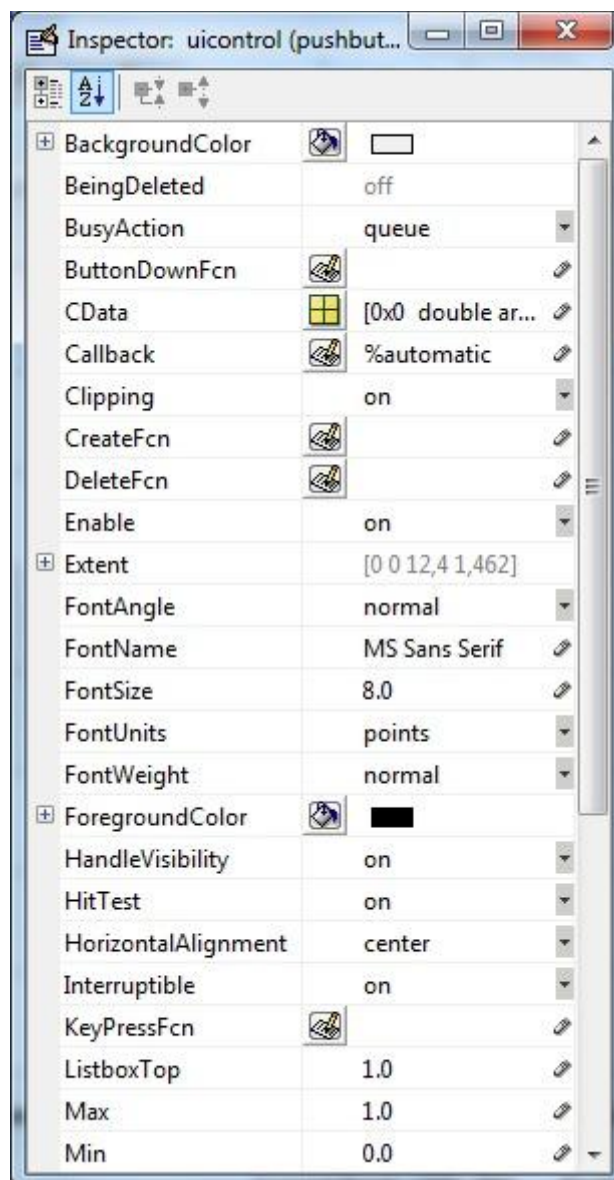 Inspector: uicontrol (pushbut...
BackgroundColor
BeingDeleted off
BusyAction queue
ButtonDownFcn
CData [0x0 double ar...
Callback %automatic
Clipping on
CreateFcn
DeleteFcn
Enable on
Extent [0 0 12,4 1,462]
FontAngle normal
FontName MS Sans Serif
FontSize 8.0
FontUnits points
FontWeight normal
ForegroundColor
HandleVisibility on
HitTest on
HorizontalAlignment center
Interruptible on
KeyPressFcn
ListboxTop 1.0
Max 1.0
Min 0.0